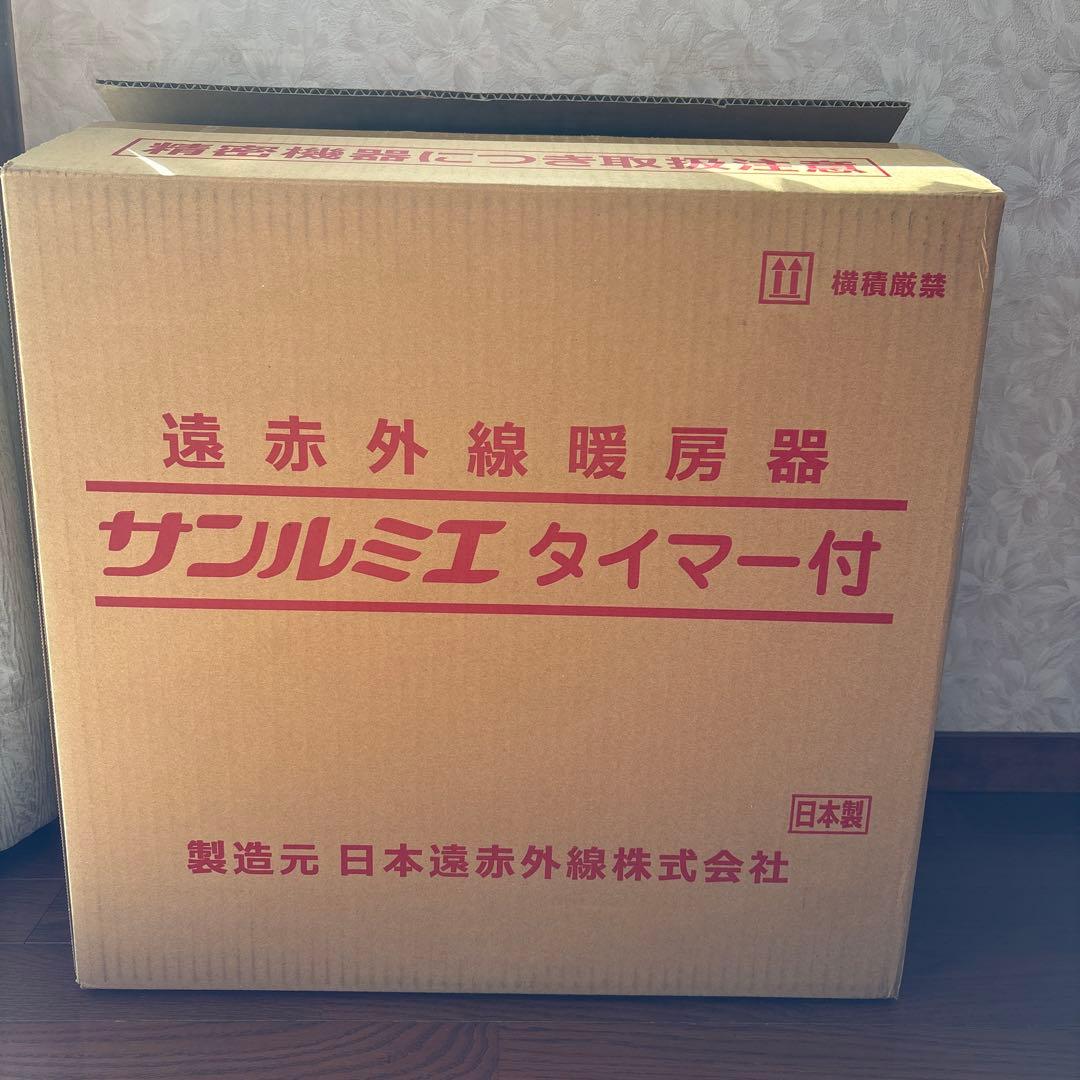 精密機器につき取扱注意
横積厳禁
遠赤外線暖房器
サンルミエ タイマー付
日本製
製造元 日本遠赤外線株式会社